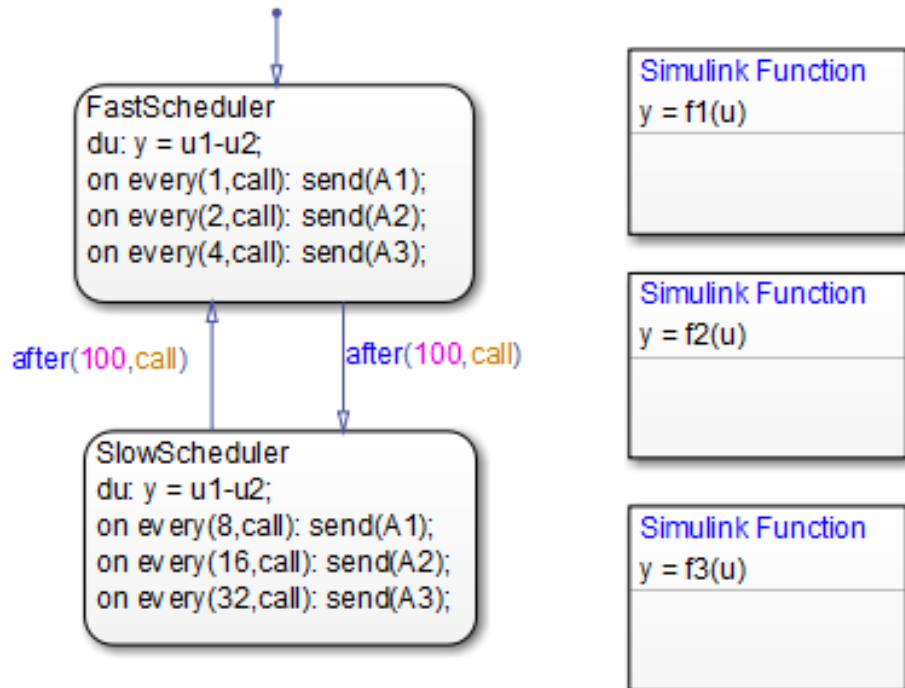 FastScheduler
du: y = u1-u2;
on every(1,call): send(A1);
on every(2,call): send(A2);
on every(4,call): send(A3);
after(100,call)
after(100,call)
SlowScheduler
du: y = u1-u2;
on every(8,call): send(A1);
on every(16,call): send(A2);
on every(32,call): send(A3);
Simulink Function
y = f1(u)
Simulink Function
y = f2(u)
Simulink Function
y = f3(u)